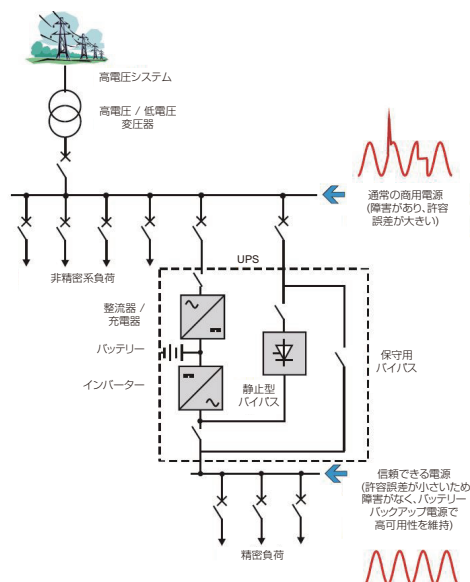 高電圧システム
高電圧 / 低電圧
変圧器
通常の商用電源
(障害があり、許容
誤差が大きい)
非精密系負荷
UPS
整流器 /
充電器
バッテリー
インバーター
静止型
バイパス
保守用
バイパス
信頼できる電源
(許容誤差が小さいため
障害がなく、バッテリー
バックアップ電源で
高可用性を維持)
精密負荷